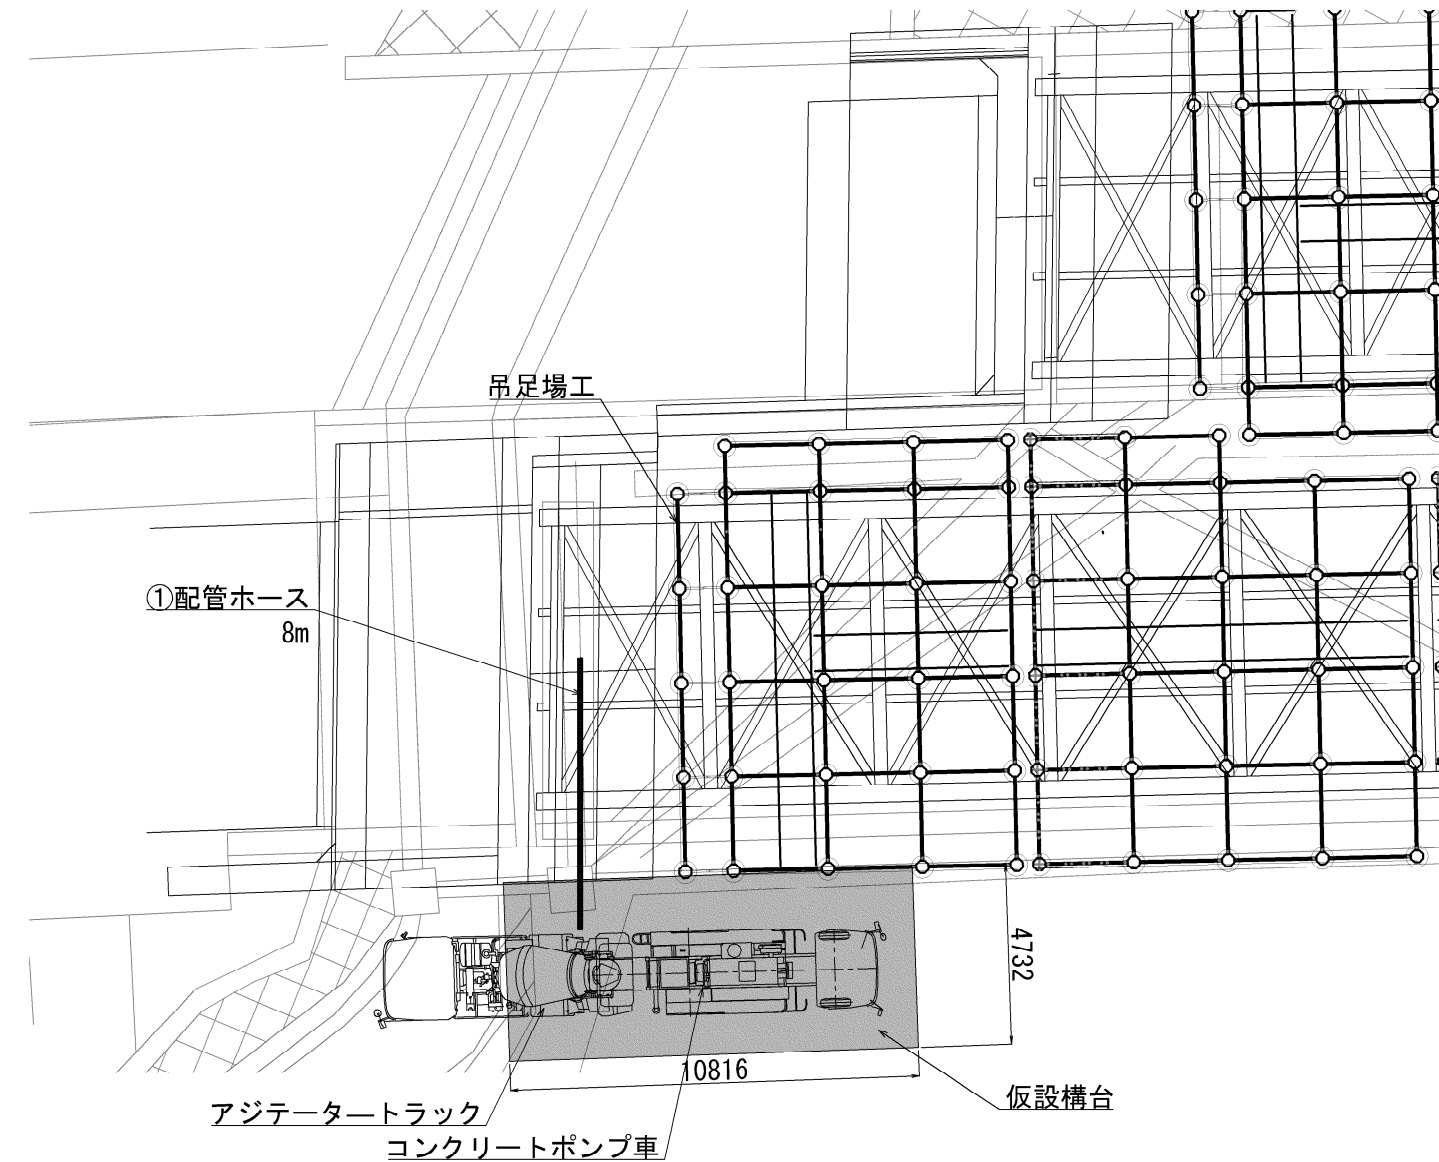 吊足場工
①配管ホース
8m
4732
10816
仮設構台
アジテータートラック
コンクリートポンプ車